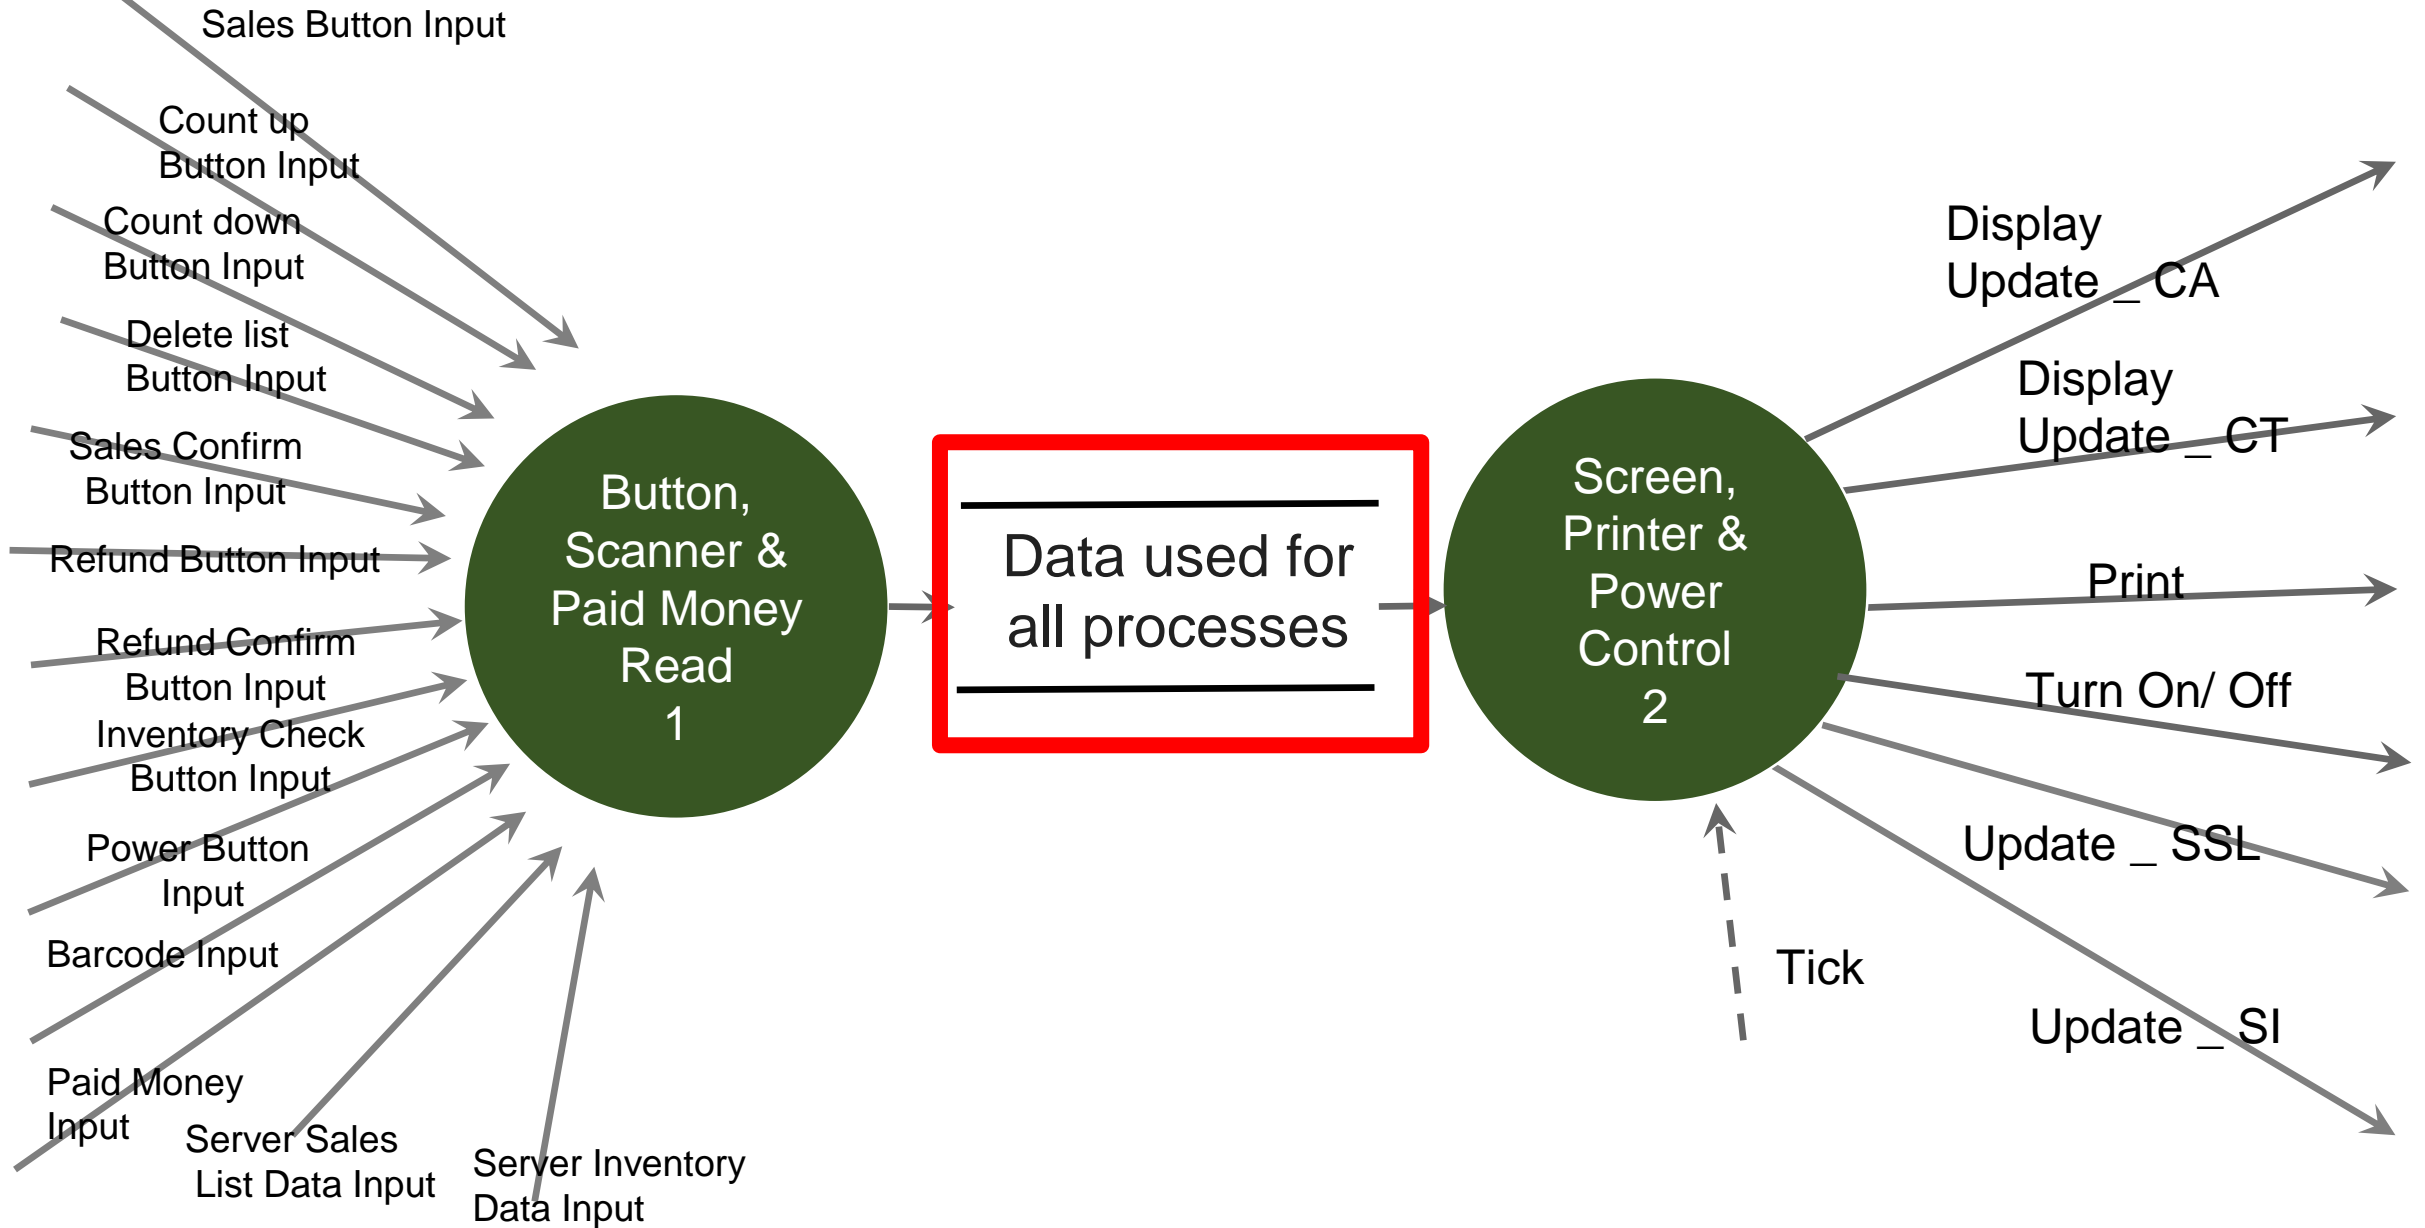 Sales Button Input
Count up
Button Input
Count down
Button Input
Delete list
Button Input
Sales Confirm
Button Input
Refund Button Input
Refund Confirm
Button Input
Inventory Check
Button Input
Power Button
Input
Barcode Input
Paid Money
Input
Server Sales
List Data Input
Server Inventory
Data Input
Button,
Scanner &
Paid Money
Read
1
Data used for
all processes
Screen,
Printer &
Power
Control
2
Tick
Display
Update _ CA
Display
Update _ CT
Print
Turn On/ Off
Update _ SSL
Update _ SI